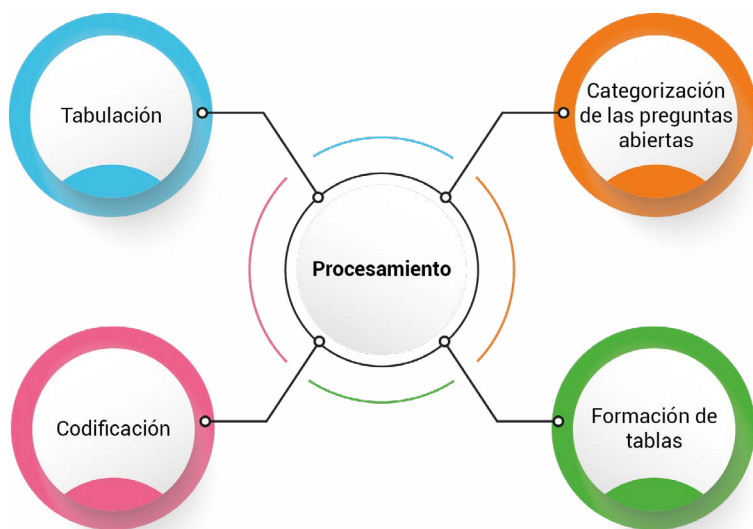 Tabulación
Categorización
de las preguntas
abiertas
Procesamiento
Codificación
Formación de
tablas